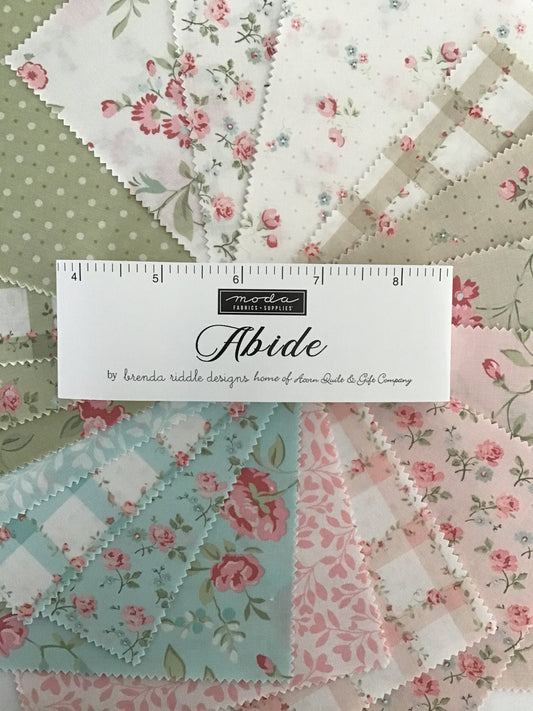 4 5 6 7 8
moda
FABRICS + SUPPLIES®
Abide
by brenda riddle designs home of Acorn Quilt & Gift Company